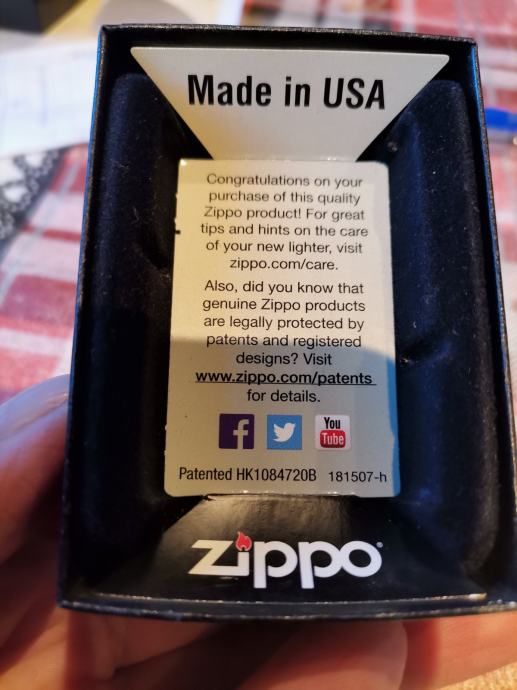 Made in USA
Congratulations on your
purchase of this quality
Zippo product! For great
tips and hints on the care
of your new lighter, visit
zippo.com/care.
Also, did you know that
genuine Zippo products
are legally protected by
patents and registered
designs? Visit
www.zippo.com/patents
for details.
f
You
Tube
Patented HK1084720B 181507-h
zippo®